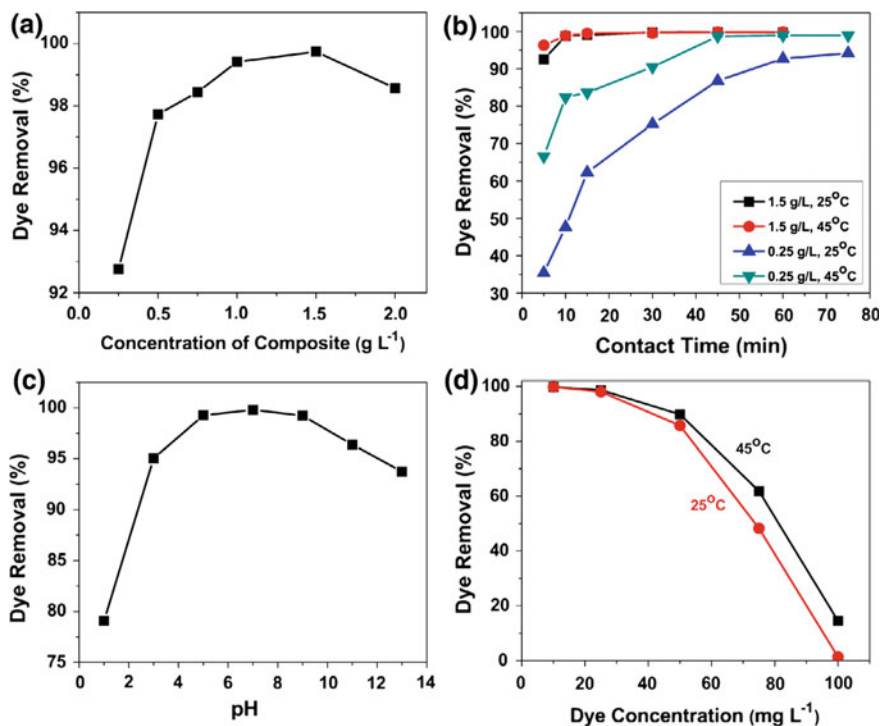 (a)
100
98
96
94
92
Dye Removal (%)
0.0 0.5 1.0 1.5 2.0
Concentration of Composite (g L⁻¹)
(b)
100
90
80
70
60
50
40
30
Dye Removal (%)
1.5 g/L, 25°C
1.5 g/L, 45°C
0.25 g/L, 25°C
0.25 g/L, 45°C
0 10 20 30 40 50 60 70 80
Contact Time (min)
(c)
100
95
90
85
80
75
Dye Removal (%)
0 2 4 6 8 10 12 14
pH
(d)
100
80
60
40
20
0
Dye Removal (%)
45°C
25°C
0 20 40 60 80 100
Dye Concentration (mg L⁻¹)